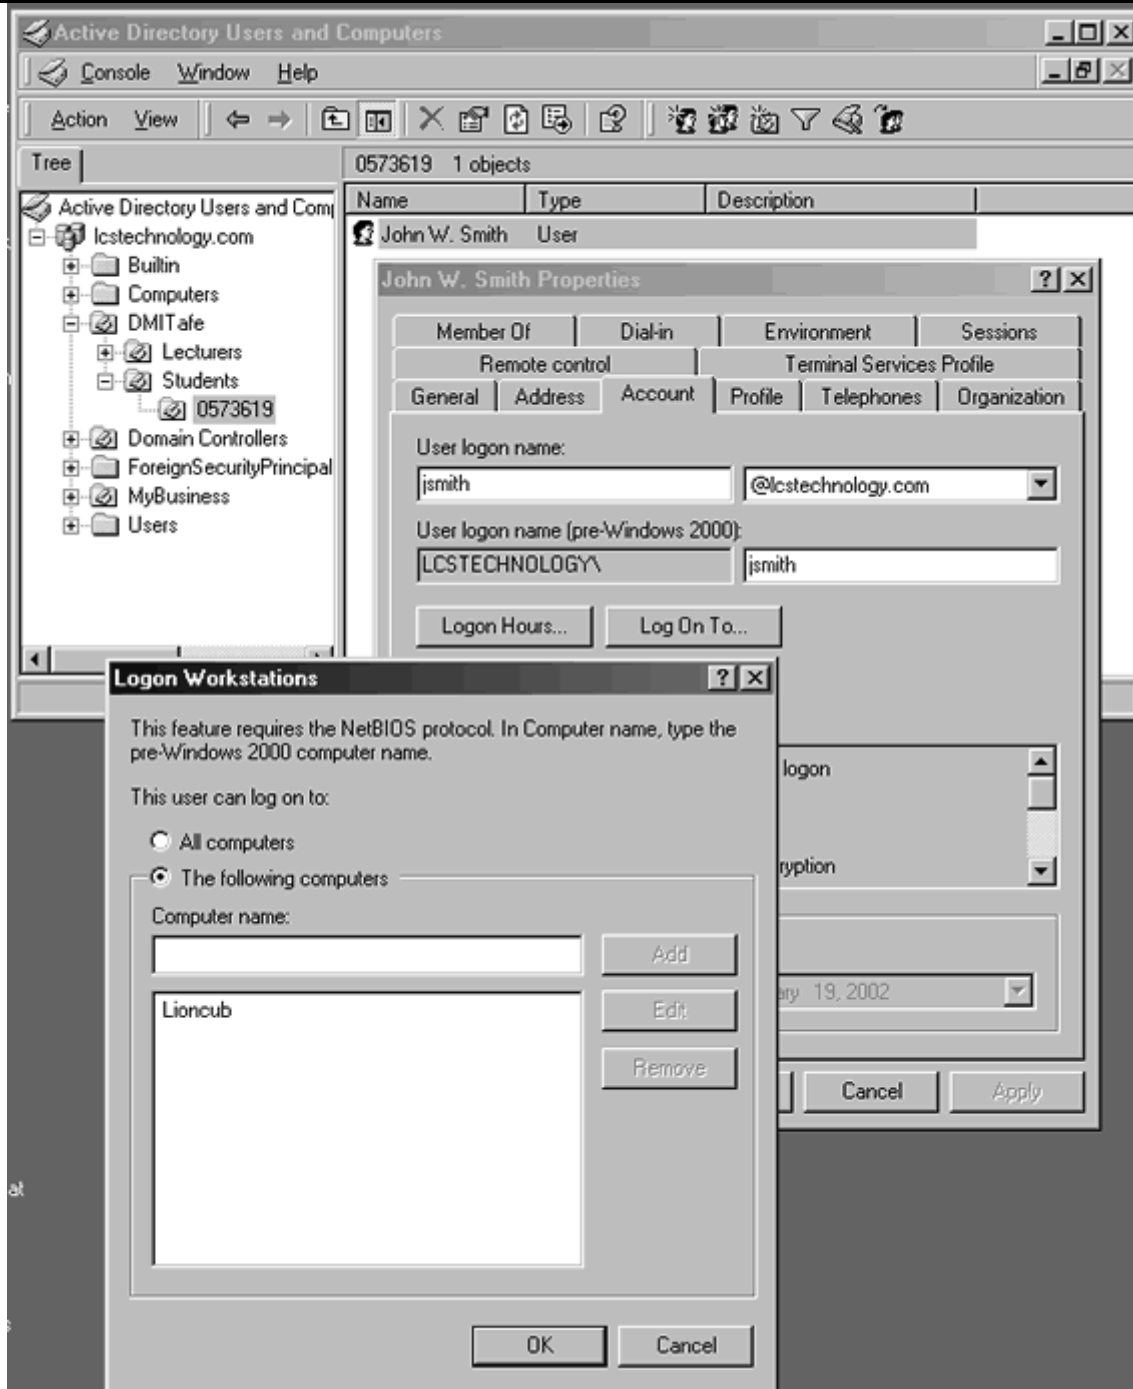 Active Directory Users and Computers
Console Window Help
Action View
Tree
0573619 1 objects
Name Type Description
Active Directory Users and Comp
lcstechnology.com
Builtin
Computers
DMITafe
Lecturers
Students
0573619
Domain Controllers
ForeignSecurityPrincipal
MyBusiness
Users
John W. Smith User
John W. Smith Properties
Member Of Dial-in Environment Sessions
Remote control Terminal Services Profile
General Address Account Profile Telephones Organization
User logon name:
jsmith @lcstechnology.com
User logon name (pre-Windows 2000):
LCSTECHNOLOGY\ jsmith
Logon Hours... Log On To...
logon
ryption
ary 19, 2002
Cancel Apply
Logon Workstations
This feature requires the NetBIOS protocol. In Computer name, type the
pre-Windows 2000 computer name.
This user can log on to:
All computers
The following computers
Computer name:
Add
Lioncub
Edit
Remove
OK Cancel
at
s